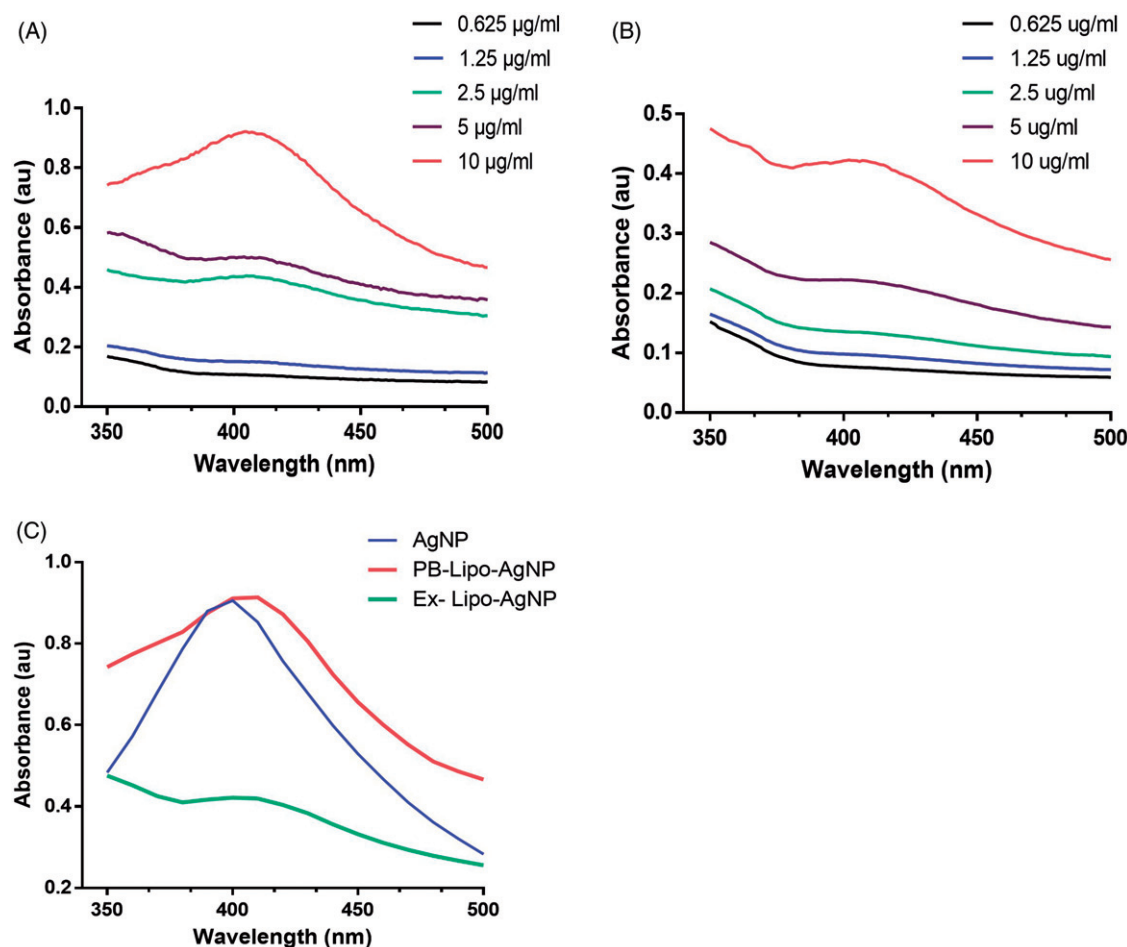 (A)
0.625 µg/ml
1.25 µg/ml
2.5 µg/ml
5 µg/ml
10 µg/ml
1.0
0.8
0.6
0.4
0.2
0.0
Absorbance (au)
350 400 450 500
Wavelength (nm)
(B)
0.625 ug/ml
1.25 ug/ml
2.5 ug/ml
5 ug/ml
10 ug/ml
0.5
0.4
0.3
0.2
0.1
0.0
Absorbance (au)
350 400 450 500
Wavelength (nm)
(C)
AgNP
PB-Lipo-AgNP
Ex- Lipo-AgNP
1.0
0.8
0.6
0.4
0.2
Absorbance (au)
350 400 450 500
Wavelength (nm)